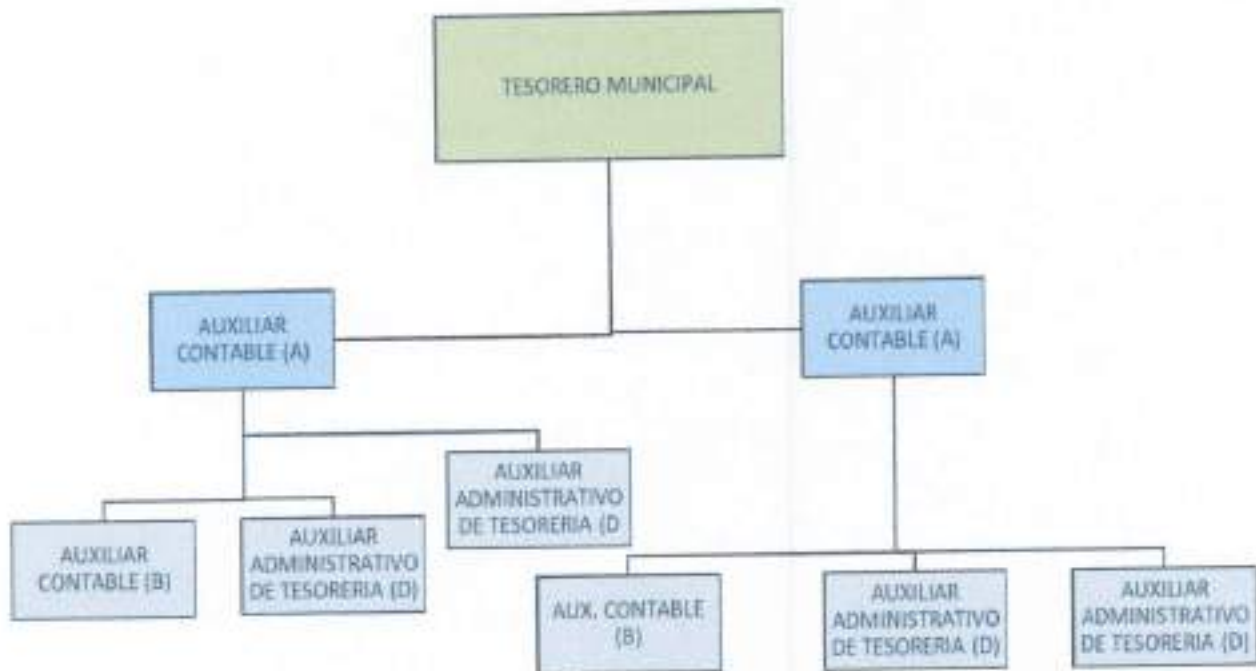 TESORERO MUNICIPAL
AUXILIAR
CONTABLE (A)
AUXILIAR
CONTABLE (A)
AUXILIAR
ADMINISTRATIVO
DE TESORERIA (D
AUXILIAR
CONTABLE (B)
AUXILIAR
ADMINISTRATIVO
DE TESORERIA (D)
AUX. CONTABLE
(B)
AUXILIAR
ADMINISTRATIVO
DE TESORERIA (D)
AUXILIAR
ADMINISTRATIVO
DE TESORERIA (D)